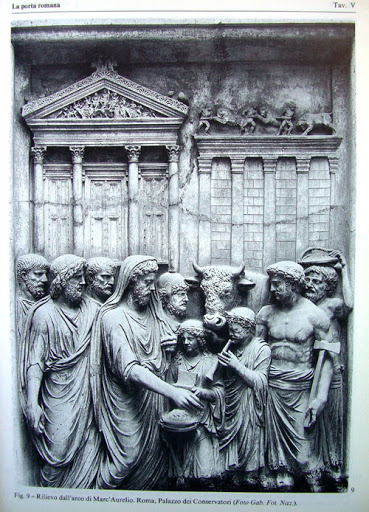 La porta romana
Tav. V
9
Fig. 9 – Rilievo dall'arco di Marc'Aurelio. Roma, Palazzo dei Conservatori (Foto Gab. Fot. Naz.).